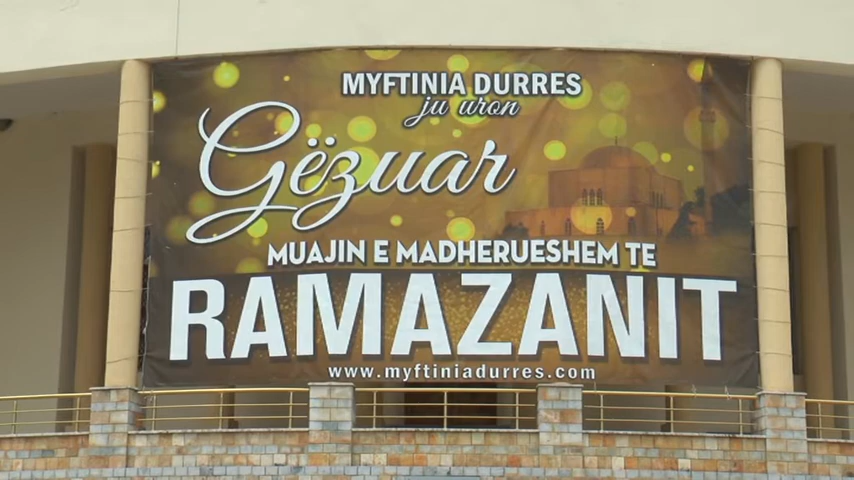 MYFTINIA DURRES
ju uron
Gëzuar
MUAJIN E MADHERUESHEM TE
RAMAZANIT
www.myftiniadurres.com